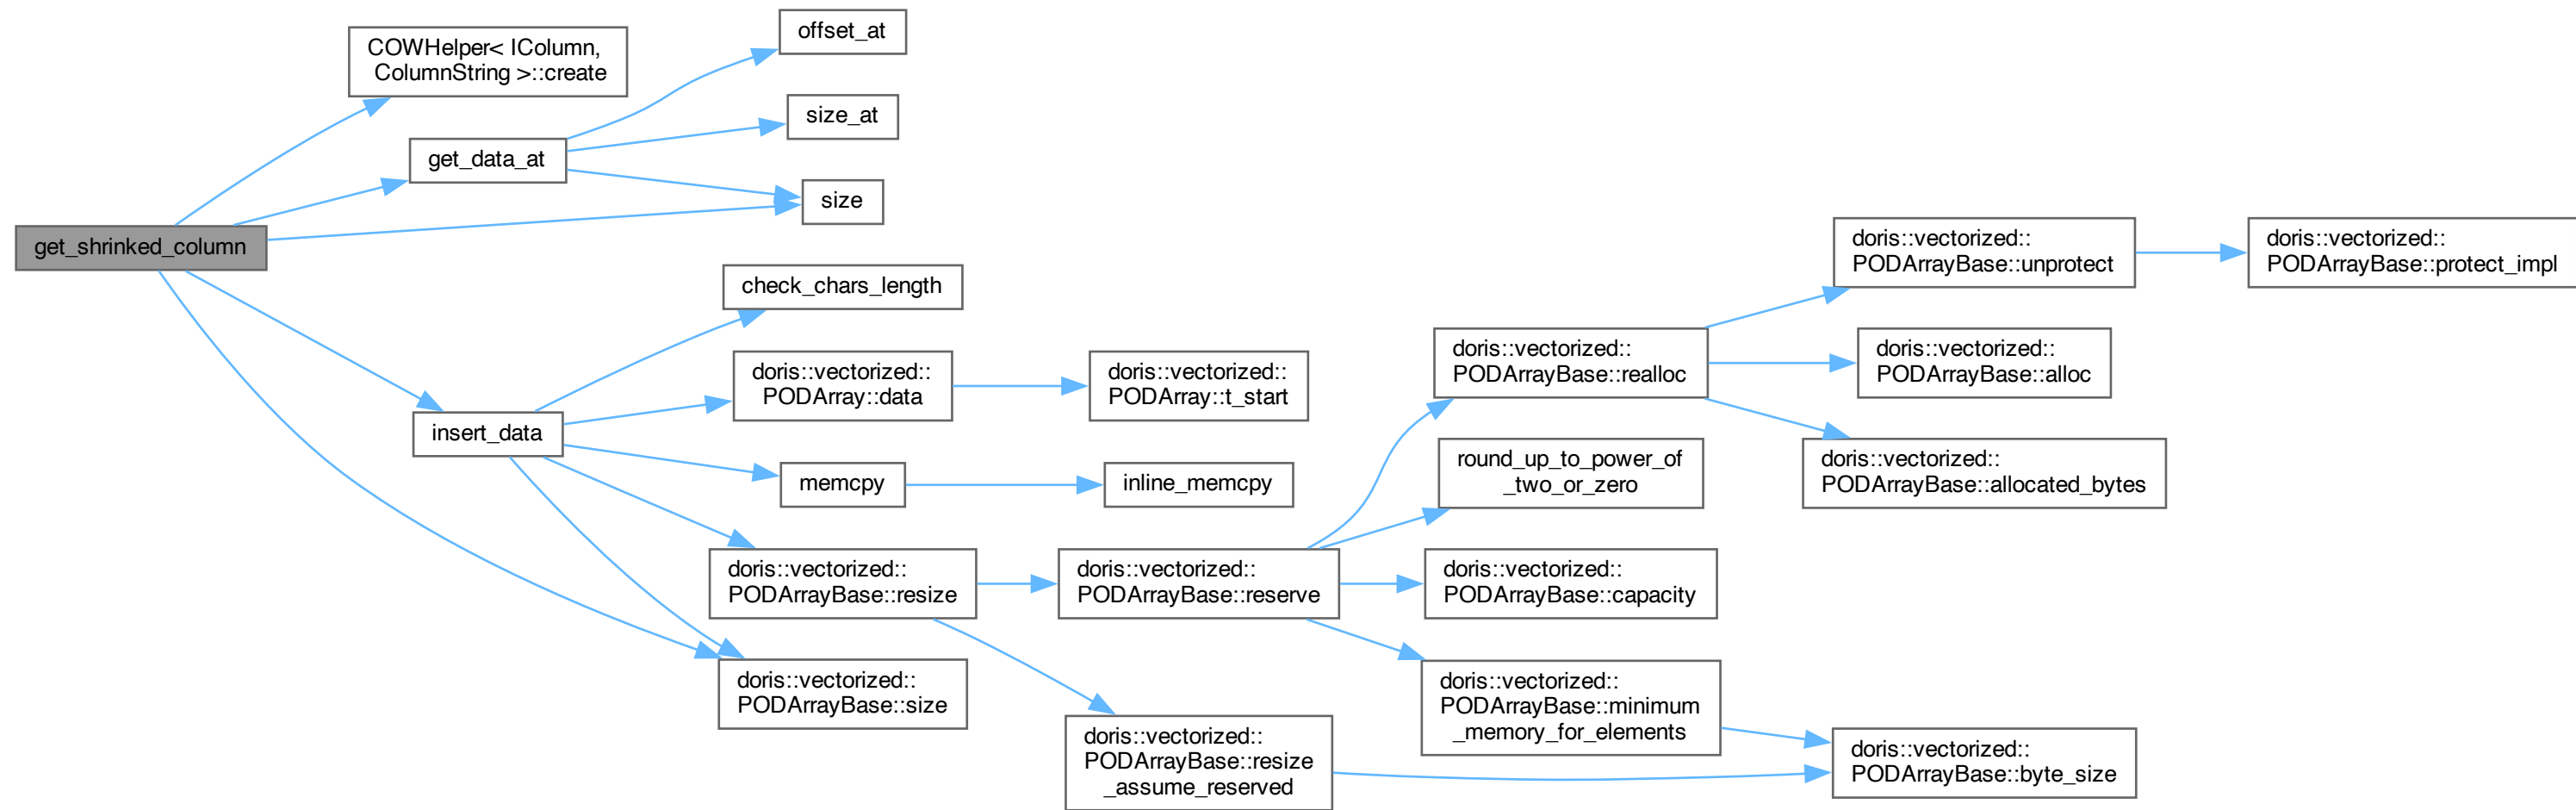 offset_at
COWHelper< IColumn,
ColumnString >::create
size_at
get_data_at
size
get_shrinked_column
doris::vectorized::
PODArrayBase::unprotect
doris::vectorized::
PODArrayBase::protect_impl
check_chars_length
doris::vectorized::
PODArrayBase::realloc
doris::vectorized::
PODArrayBase::alloc
doris::vectorized::
PODArray::data
doris::vectorized::
PODArray::t_start
insert_data
round_up_to_power_of
_two_or_zero
doris::vectorized::
PODArrayBase::allocated_bytes
memcpy
inline_memcpy
doris::vectorized::
PODArrayBase::resize
doris::vectorized::
PODArrayBase::reserve
doris::vectorized::
PODArrayBase::capacity
doris::vectorized::
PODArrayBase::size
doris::vectorized::
PODArrayBase::minimum
_memory_for_elements
doris::vectorized::
PODArrayBase::resize
_assume_reserved
doris::vectorized::
PODArrayBase::byte_size